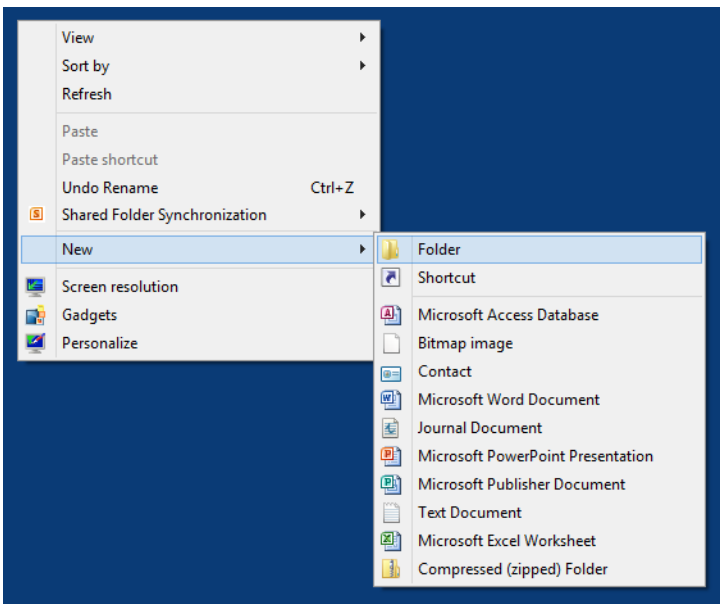 View
Sort by
Refresh
Paste
Paste shortcut
Undo Rename Ctrl+Z
Shared Folder Synchronization
New
Screen resolution
Gadgets
Personalize
Folder
Shortcut
Microsoft Access Database
Bitmap image
Contact
Microsoft Word Document
Journal Document
Microsoft PowerPoint Presentation
Microsoft Publisher Document
Text Document
Microsoft Excel Worksheet
Compressed (zipped) Folder